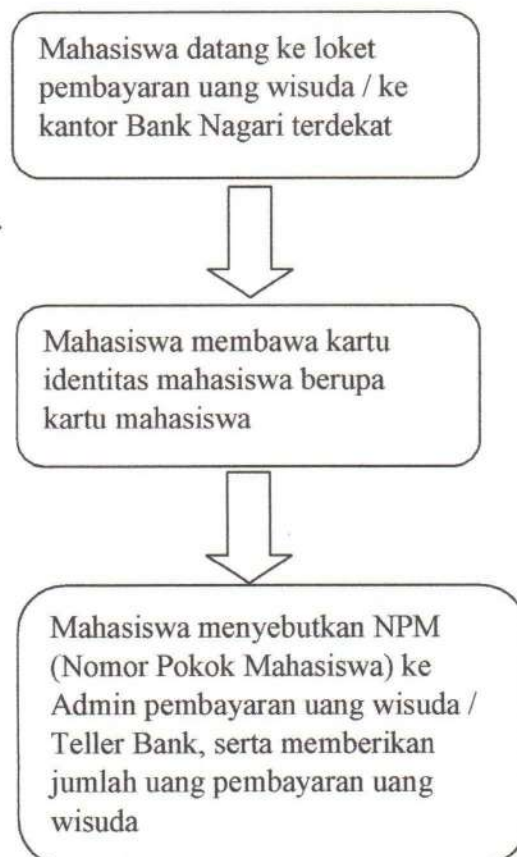 Mahasiswa datang ke loket
pembayaran uang wisuda / ke
kantor Bank Nagari terdekat
Mahasiswa membawa kartu
identitas mahasiswa berupa
kartu mahasiswa
Mahasiswa menyebutkan NPM
(Nomor Pokok Mahasiswa) ke
Admin pembayaran uang wisuda /
Teller Bank, serta memberikan
jumlah uang pembayaran uang
wisuda